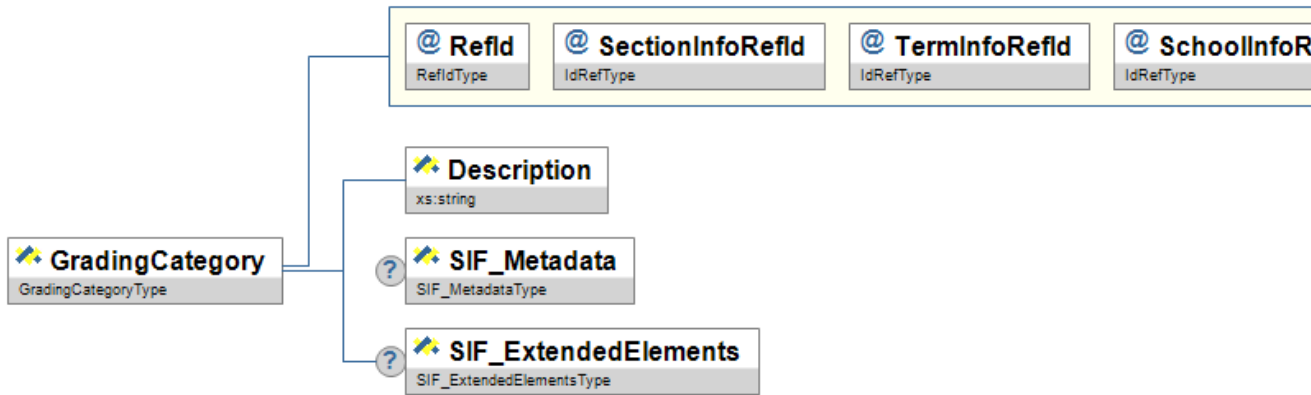 @ RefId @ SectionInfoRefId @ TermInfoRefId @ SchoolInfoR
RefIdType IdRefType IdRefType IdRefType
Description
xs:string
GradingCategory
GradingCategoryType
? SIF_Metadata
SIF_MetadataType
? SIF_ExtendedElements
SIF_ExtendedElementsType